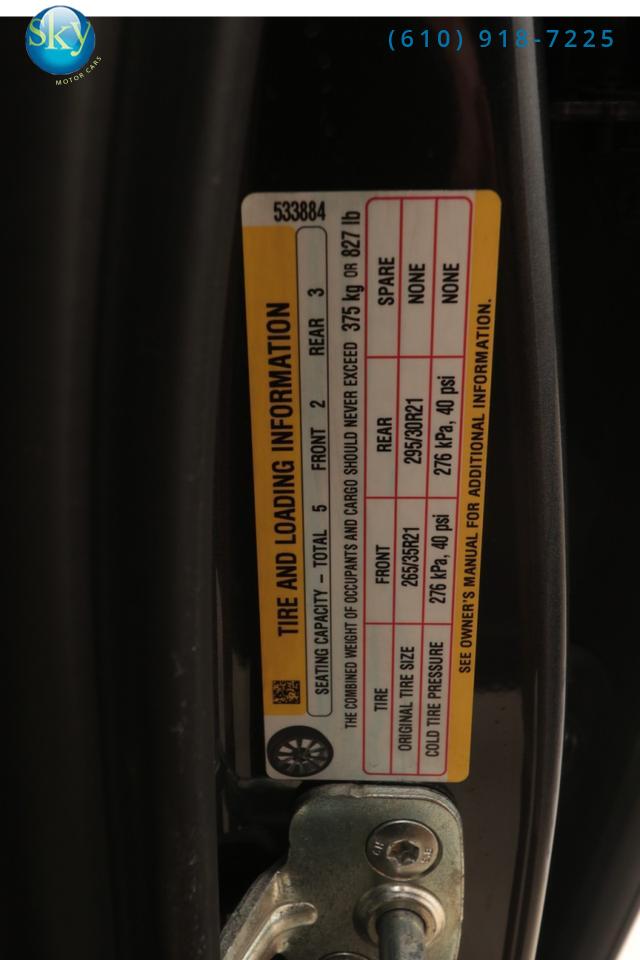 Sky
MOTOR CARS
(610) 918-7225
533884
TIRE AND LOADING INFORMATION
SEATING CAPACITY – TOTAL 5 FRONT 2 REAR 3
THE COMBINED WEIGHT OF OCCUPANTS AND CARGO SHOULD NEVER EXCEED 375 kg OR 827 lb
TIRE FRONT REAR SPARE
ORIGINAL TIRE SIZE 265/35R21 295/30R21 NONE
COLD TIRE PRESSURE 276 kPa, 40 psi 276 kPa, 40 psi NONE
SEE OWNER'S MANUAL FOR ADDITIONAL INFORMATION.